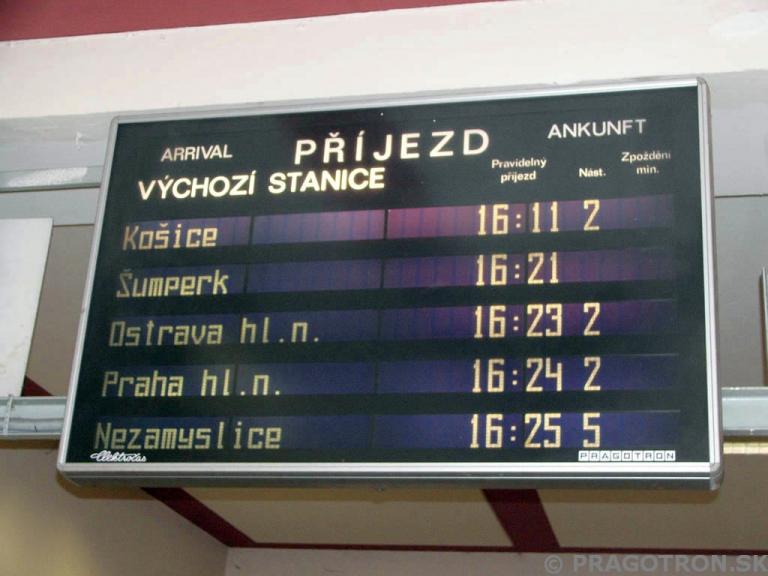 ARRIVAL PŘÍJEZD ANKUNFT
VÝCHOZÍ STANICE Pravidelný příjezd Nást. Zpoždění min.
Košice 16:11 2
Šumperk 16:21
Ostrava hl.n. 16:23 2
Praha hl.n. 16:24 2
Nezamyslice 16:25 5
Elektročas PRAGOTRON
© PRAGOTRON.SK